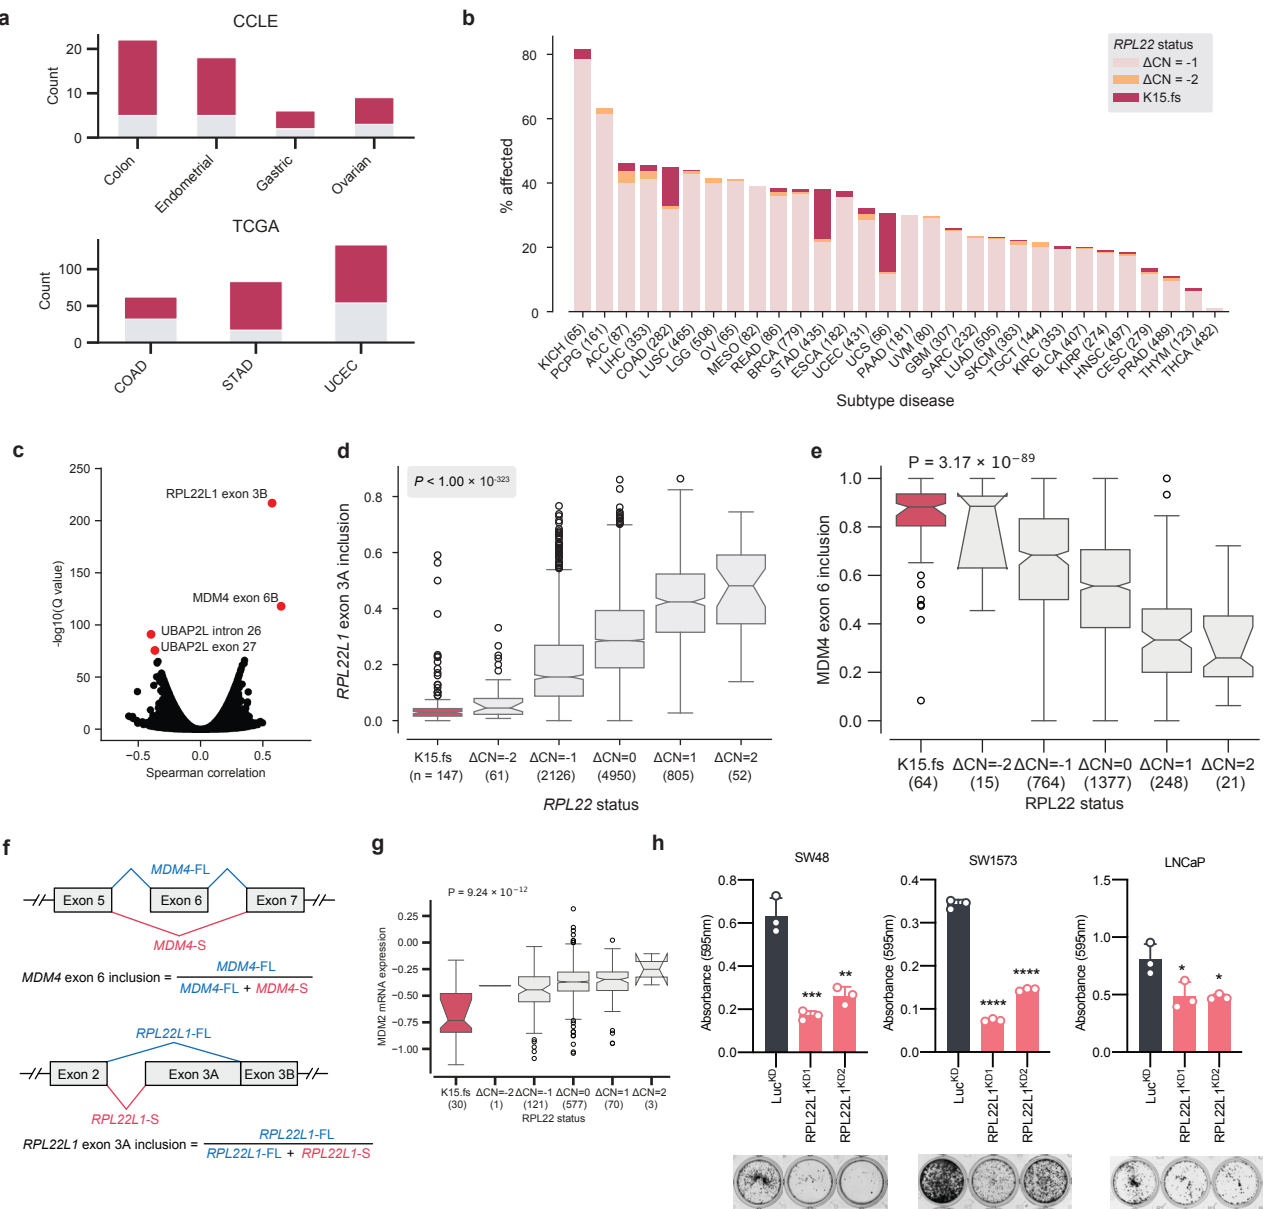 a
CCLE
Count
20
10
0
Colon
Endometrial
Gastric
Ovarian
TCGA
Count
100
50
0
COAD
STAD
UCEC
b
RPL22 status
ΔCN = -1
ΔCN = -2
K15.fs
% affected
80
60
40
20
0
KICH (65)
PCPG (161)
ACC (87)
LIHC (353)
COAD (282)
LUSC (465)
LGG (508)
OV (65)
MESO (82)
READ (86)
BRCA (779)
STAD (435)
ESCA (182)
UCEC (431)
UCS (56)
PAAD (181)
UVM (80)
GBM (307)
SARC (232)
LUAD (505)
SKCM (363)
TGCT (144)
KIRC (353)
BLCA (407)
KIRP (274)
HNSC (497)
CESC (279)
PRAD (489)
THYM (123)
THCA (482)
Subtype disease
c
-log10(Q value)
250
200
150
100
50
0
RPL22L1 exon 3B
MDM4 exon 6B
UBAP2L intron 26
UBAP2L exon 27
−0.5 0.0 0.5
Spearman correlation
d
P < 1.00 × 10-323
RPL22L1 exon 3A inclusion
0.8
0.6
0.4
0.2
0.0
K15.fs ΔCN=-2 ΔCN=-1 ΔCN=0 ΔCN=1 ΔCN=2
(n = 147) (61) (2126) (4950) (805) (52)
RPL22 status
e
P = 3.17 × 10−89
MDM4 exon 6 inclusion
1.0
0.8
0.6
0.4
0.2
0.0
K15.fs ΔCN=-2 ΔCN=-1 ΔCN=0 ΔCN=1 ΔCN=2
(64) (15) (764) (1377) (248) (21)
RPL22 status
f
MDM4-FL
Exon 5 Exon 6 Exon 7
MDM4-S
MDM4 exon 6 inclusion = MDM4-FL
MDM4-FL + MDM4-S
RPL22L1-FL
Exon 2 Exon 3A Exon 3B
RPL22L1-S
RPL22L1 exon 3A inclusion = RPL22L1-FL
RPL22L1-FL + RPL22L1-S
g
P = 9.24 × 10−12
MDM2 mRNA expression
0.25
0.00
−0.25
−0.50
−0.75
−1.00
K15.fs ΔCN=-2 ΔCN=-1 ΔCN=0 ΔCN=1 ΔCN=2
(30) (1) (121) (577) (70) (3)
RPL22 status
h
SW48
Absorbance (595nm)
0.8
0.6
0.4
0.2
0.0
***
**
LucKD
RPL22L1KD1
RPL22L1KD2
SW1573
Absorbance (595nm)
0.4
0.3
0.2
0.1
0.0
****
****
LucKD
RPL22L1KD1
RPL22L1KD2
LNCaP
Absorbance (595nm)
1.5
1.0
0.5
0.0
*
*
LucKD
RPL22L1KD1
RPL22L1KD2